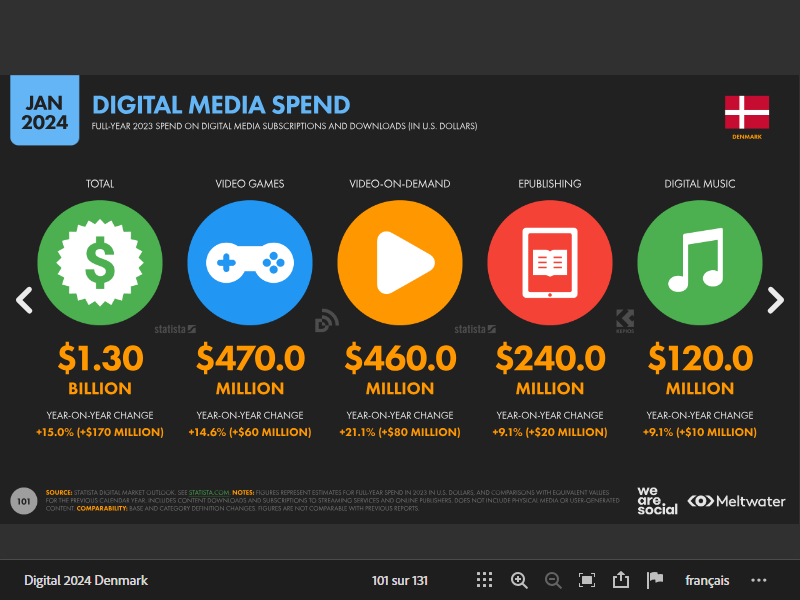 JAN
2024
DIGITAL MEDIA SPEND
FULL-YEAR 2023 SPEND ON DIGITAL MEDIA SUBSCRIPTIONS AND DOWNLOADS (IN U.S. DOLLARS)
DENMARK
TOTAL
VIDEO GAMES
VIDEO-ON-DEMAND
EPUBLISHING
DIGITAL MUSIC
statista
statista
KEPIOS
$1.30
BILLION
YEAR-ON-YEAR CHANGE
+15.0% (+$170 MILLION)
$470.0
MILLION
YEAR-ON-YEAR CHANGE
+14.6% (+$60 MILLION)
$460.0
MILLION
YEAR-ON-YEAR CHANGE
+21.1% (+$80 MILLION)
$240.0
MILLION
YEAR-ON-YEAR CHANGE
+9.1% (+$20 MILLION)
$120.0
MILLION
YEAR-ON-YEAR CHANGE
+9.1% (+$10 MILLION)
101
SOURCE: STATISTA DIGITAL MARKET OUTLOOK. SEE STATISTA.COM. NOTES: FIGURES REPRESENT ESTIMATES FOR FULL-YEAR SPEND IN 2023 IN U.S. DOLLARS, AND COMPARISONS WITH EQUIVALENT VALUES
FOR THE PREVIOUS CALENDAR YEAR. INCLUDES CONTENT DOWNLOADS AND SUBSCRIPTIONS TO STREAMING SERVICES AND ONLINE PUBLISHERS. DOES NOT INCLUDE PHYSICAL MEDIA OR USER-GENERATED
CONTENT. COMPARABILITY: BASE AND CATEGORY DEFINITION CHANGES. FIGURES ARE NOT COMPARABLE WITH PREVIOUS REPORTS.
we
are.
social
Meltwater
Digital 2024 Denmark
101 sur 131
français